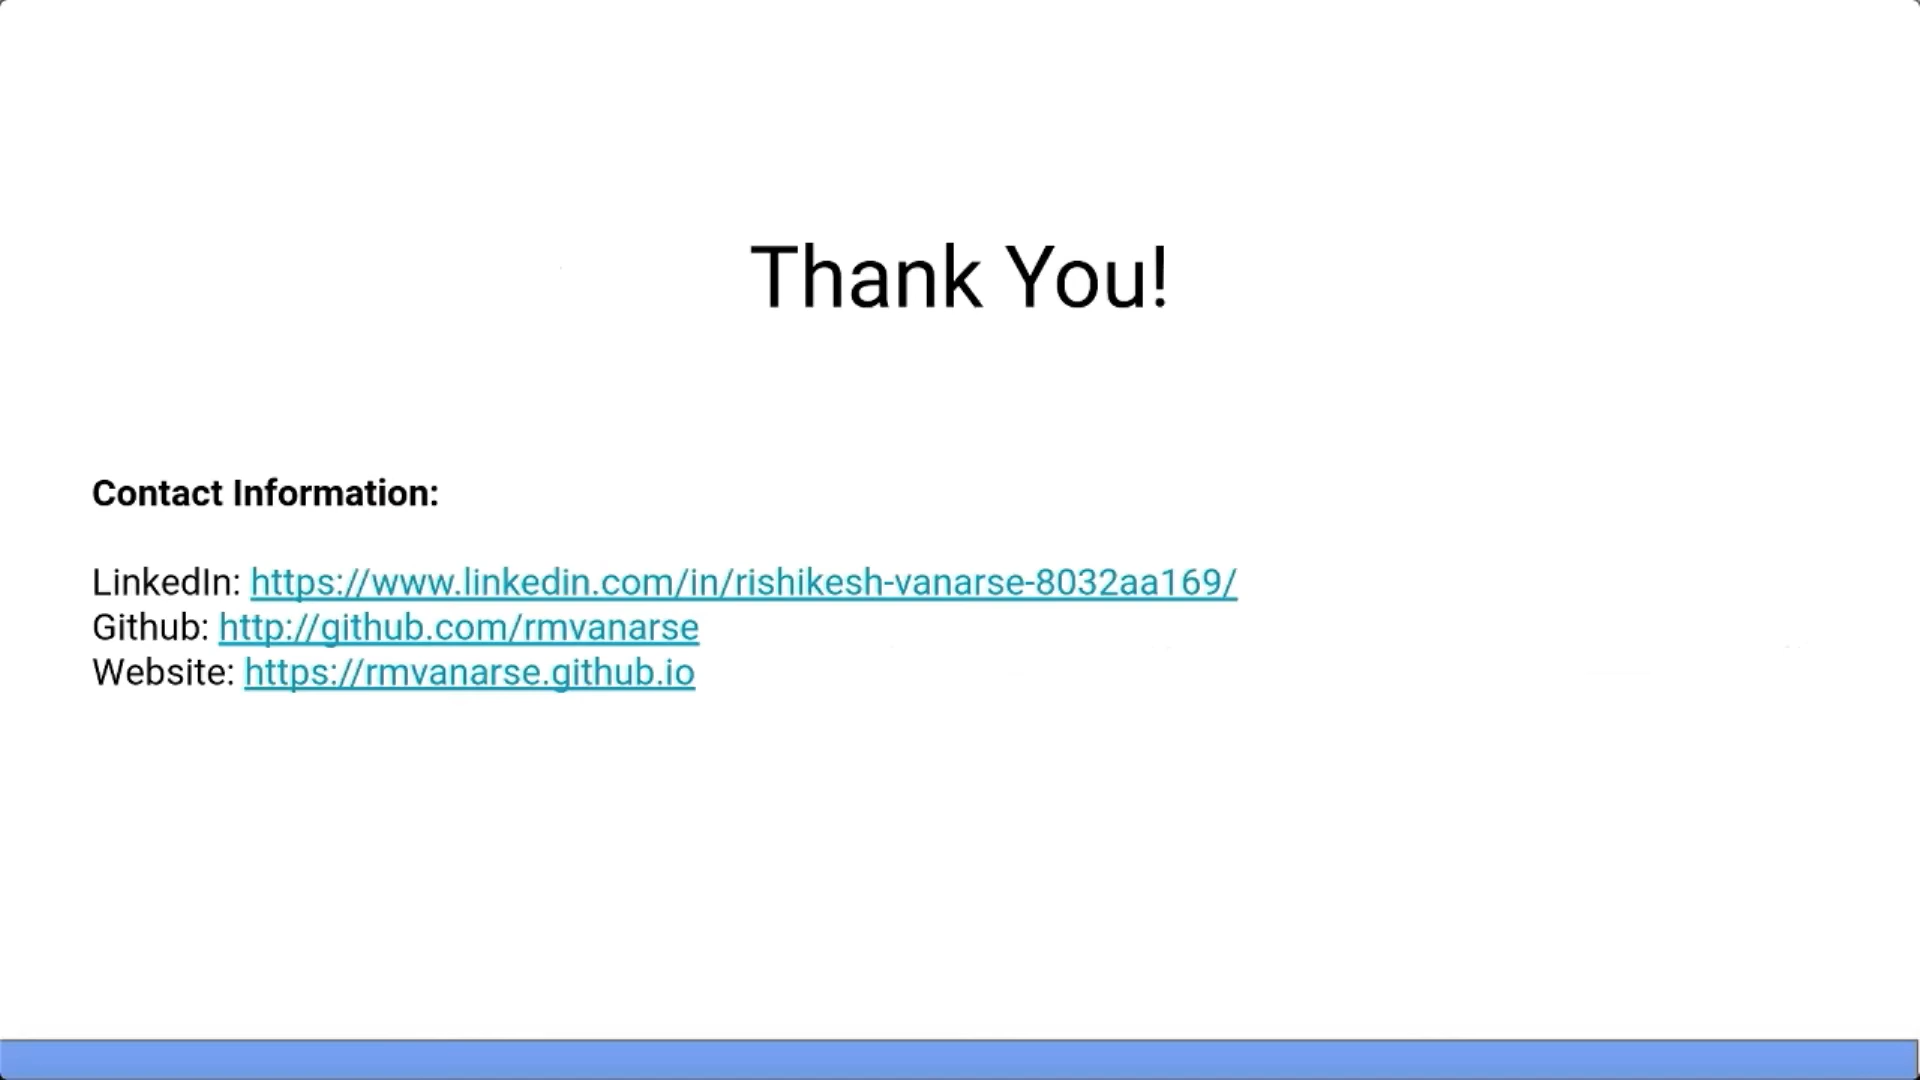 Thank You!
Contact Information:
LinkedIn: https://www.linkedin.com/in/rishikesh-vanarse-8032aa169/
Github: http://github.com/rmvanarse
Website: https://rmvanarse.github.io